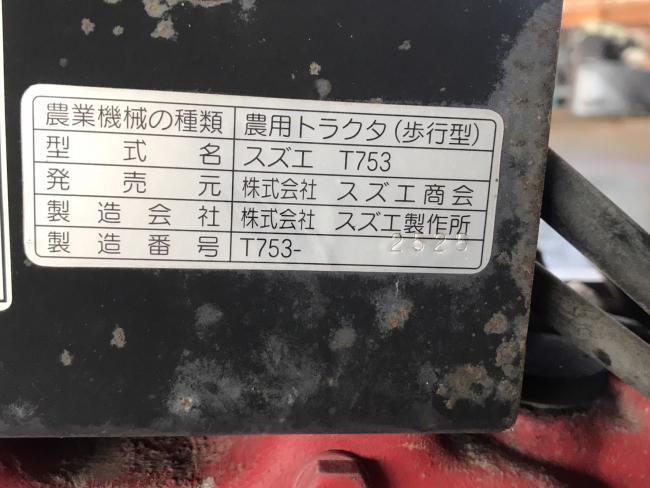 農業機械の種類 農用トラクタ(歩行型)
型式名 スズエ T753
発売元 株式会社 スズエ商会
製造会社 株式会社 スズエ製作所
製造番号 T753- 2525